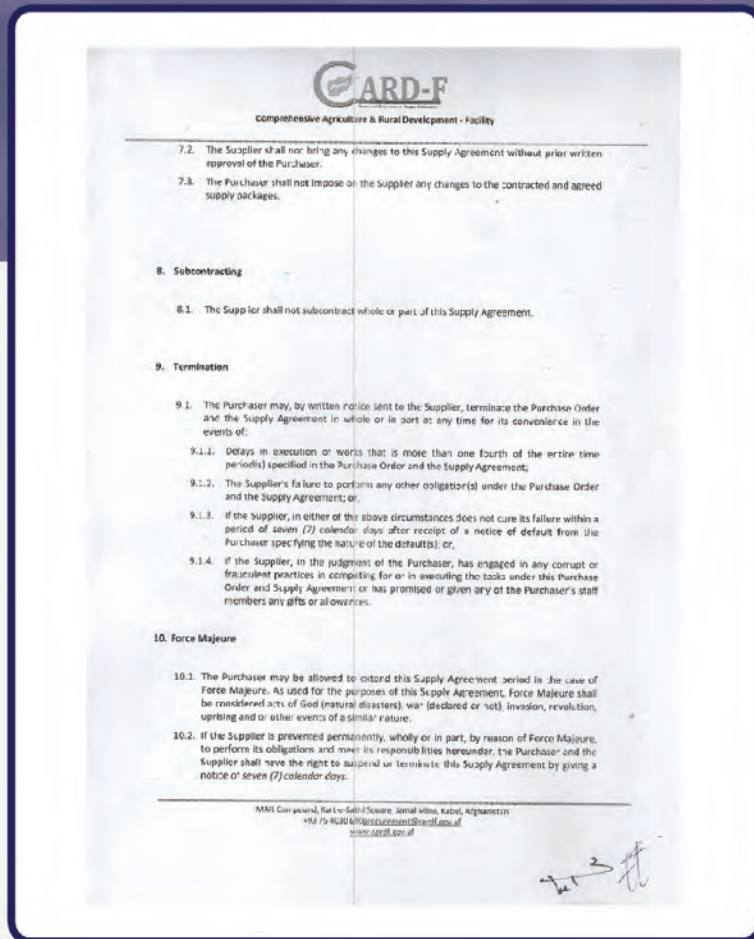 CARD-F
Comprehensive Agriculture & Rural Development - Facility
7.2. The Supplier shall not bring any changes to this Supply Agreement without prior written
approval of the Purchaser.
7.3. The Purchaser shall not impose on the Supplier any changes to the contracted and agreed
supply packages.
8. Subcontracting
8.1. The Supplier shall not subcontract whole or part of this Supply Agreement.
9. Termination
9.1. The Purchaser may, by written notice sent to the Supplier, terminate the Purchase Order
and the Supply Agreement in whole or in part at any time for its convenience in the
events of:
9.1.1. Delays in execution of works that is more than one fourth of the entire time
period(s) specified in the Purchase Order and the Supply Agreement;
9.1.2. The Supplier's failure to perform any other obligation(s) under the Purchase Order
and the Supply Agreement; or,
9.1.3. If the Supplier, in either of the above circumstances does not cure its failure within a
period of seven (7) calendar days after receipt of a notice of default from the
Purchaser specifying the nature of the default(s); or,
9.1.4. If the Supplier, in the judgment of the Purchaser, has engaged in any corrupt or
fraudulent practices in competing for or in executing the tasks under this Purchase
Order and Supply Agreement or has promised or given any of the Purchaser's staff
members any gifts or allowances.
10. Force Majeure
10.1. The Purchaser may be allowed to extend this Supply Agreement period in the case of
Force Majeure. As used for the purposes of this Supply Agreement, Force Majeure shall
be considered acts of God (natural disasters), war (declared or not), invasion, revolution,
uprising and or other events of a similar nature.
10.2. If the Supplier is prevented permanently, wholly or in part, by reason of Force Majeure,
to perform its obligations and meet its responsibilities hereunder, the Purchaser and the
Supplier shall have the right to suspend or terminate this Supply Agreement by giving a
notice of seven (7) calendar days.
MAIL Compound, Kart-e-Sakhi Square, Jamal Mina, Kabul, Afghanistan
procurement@cardf.gov.af
www.cardf.gov.af